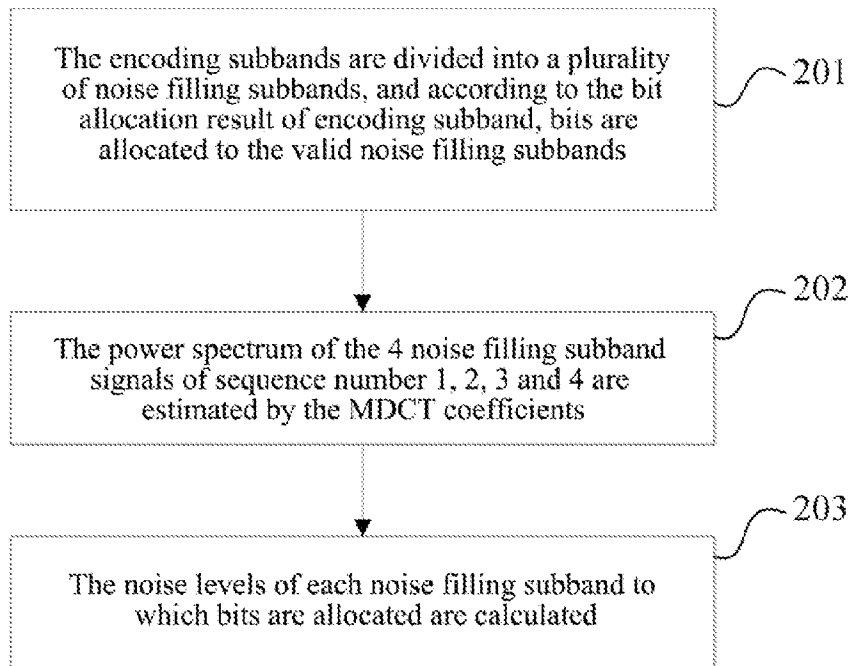 The encoding subbands are divided into a plurality
of noise filling subbands, and according to the bit
allocation result of encoding subband, bits are
allocated to the valid noise filling subbands
201
202
The power spectrum of the 4 noise filling subband
signals of sequence number 1, 2, 3 and 4 are
estimated by the MDCT coefficients
203
The noise levels of each noise filling subband to
which bits are allocated are calculated